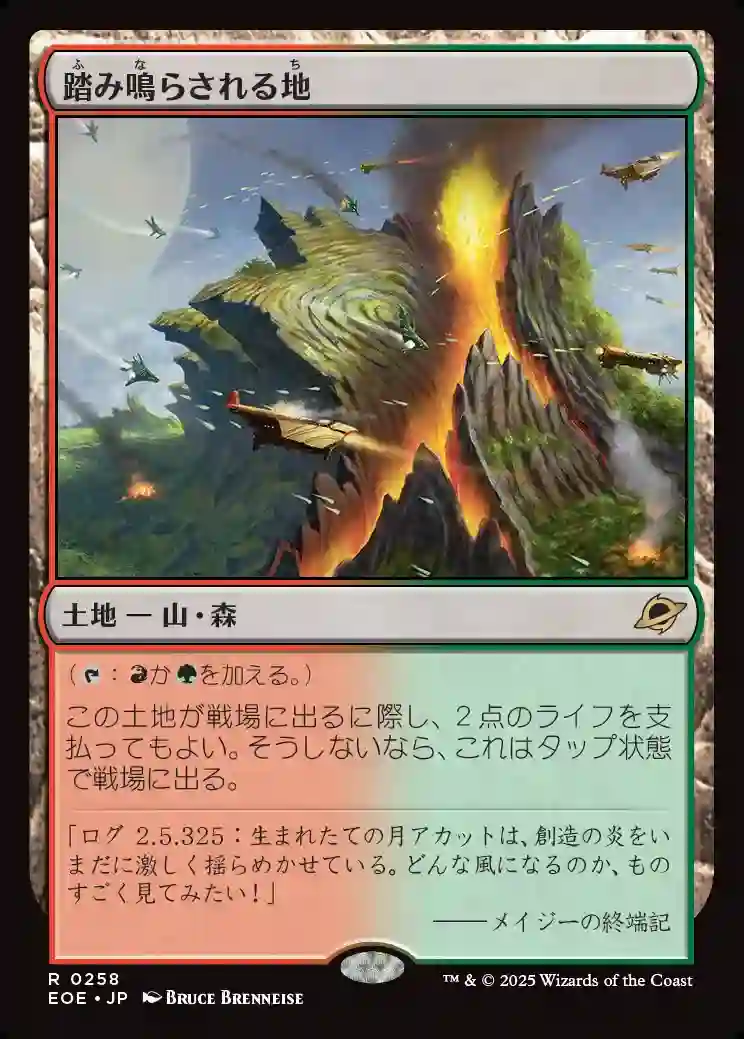 踏み鳴らされる地
土地 — 山・森
(：か を加える。)
この土地が戦場に出るに際し、2点のライフを支
払ってもよい。そうしないなら、これはタップ状態
で戦場に出る。
「ログ 2.5.325：生まれたての月アカットは、創造の炎をい
まだに激しく揺らめかせている。どんな風になるのか、もの
すごく見てみたい！」
――メイジーの終端記
R 0258
EOE • JP Bruce Brenneise
™ & © 2025 Wizards of the Coast